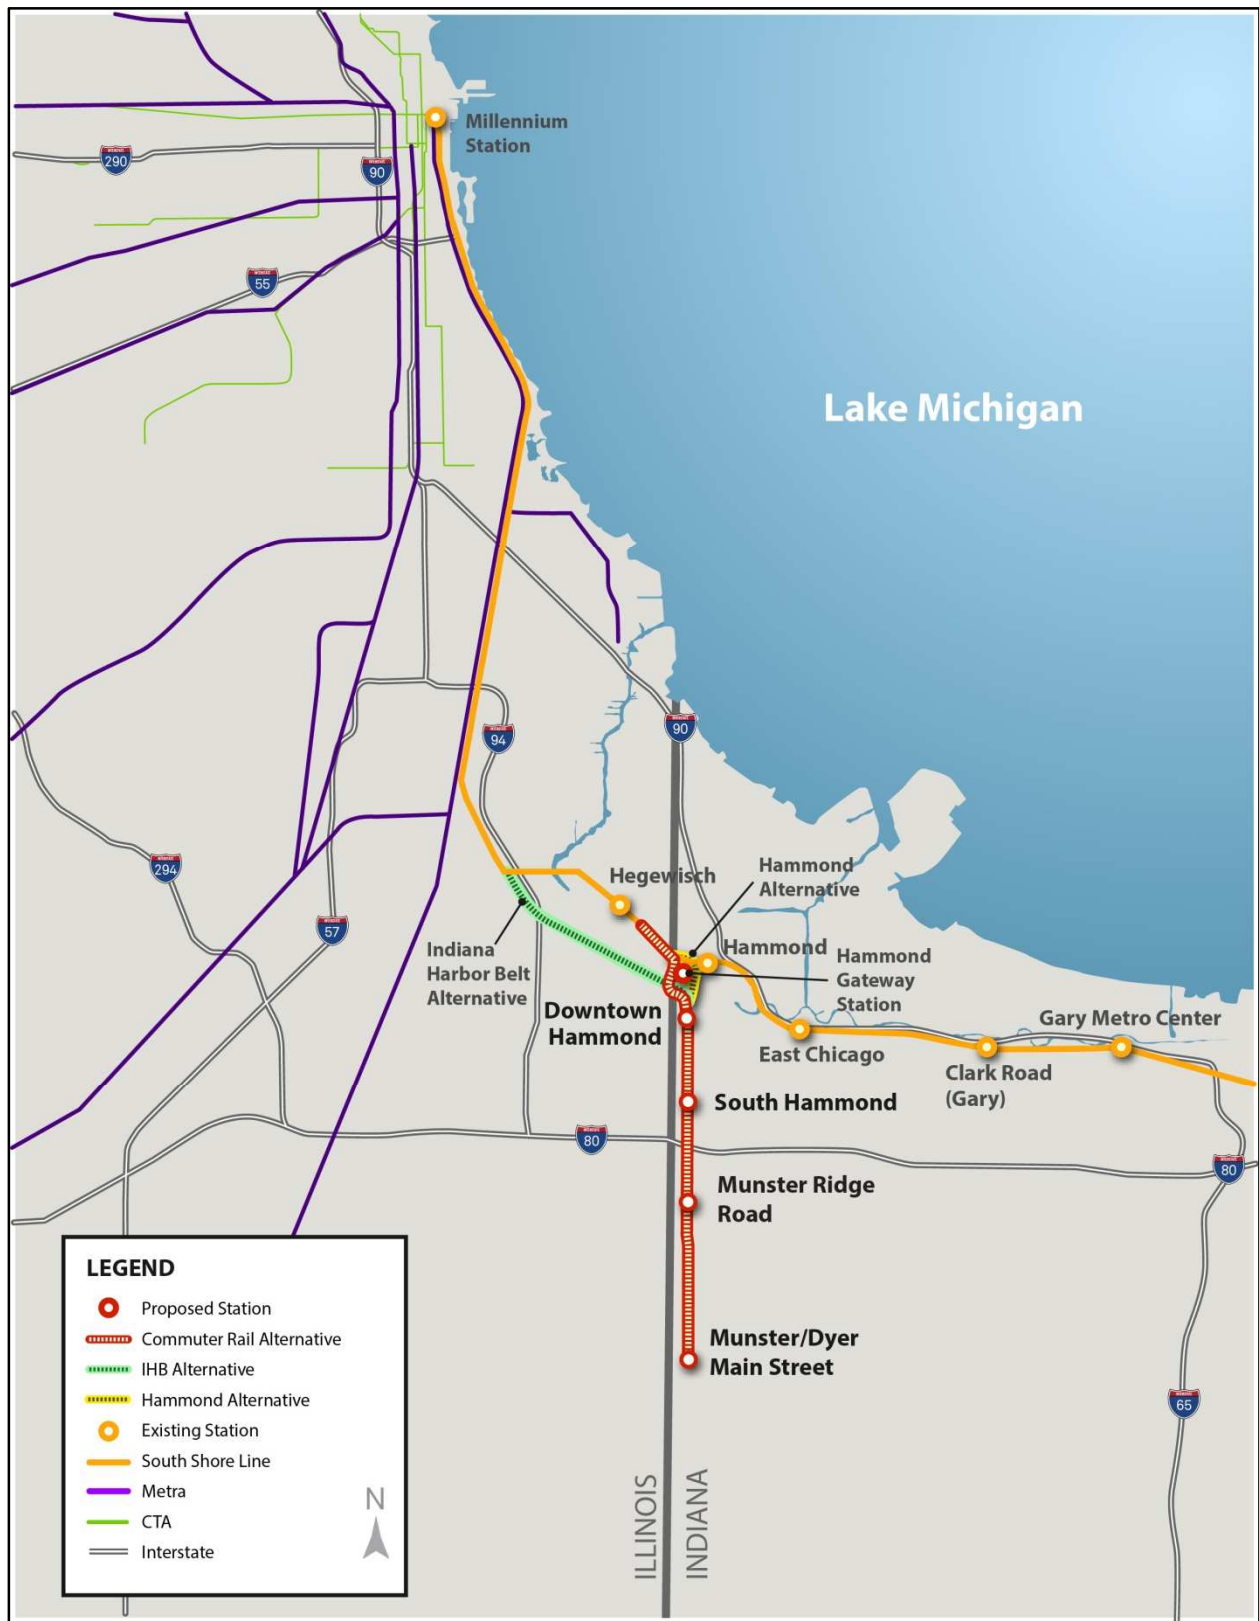 Millennium
Station
290
90
55
Lake Michigan
94
90
294
57
Hegewisch
Hammond
Alternative
Indiana
Harbor Belt
Alternative
Hammond
Hammond
Gateway
Station
Downtown
Hammond
East Chicago
Gary Metro Center
Clark Road
(Gary)
South Hammond
80
80
Munster Ridge
Road
Munster/Dyer
Main Street
65
ILLINOIS
INDIANA
LEGEND
Proposed Station
Commuter Rail Alternative
IHB Alternative
Hammond Alternative
Existing Station
South Shore Line
Metra
CTA
Interstate
N